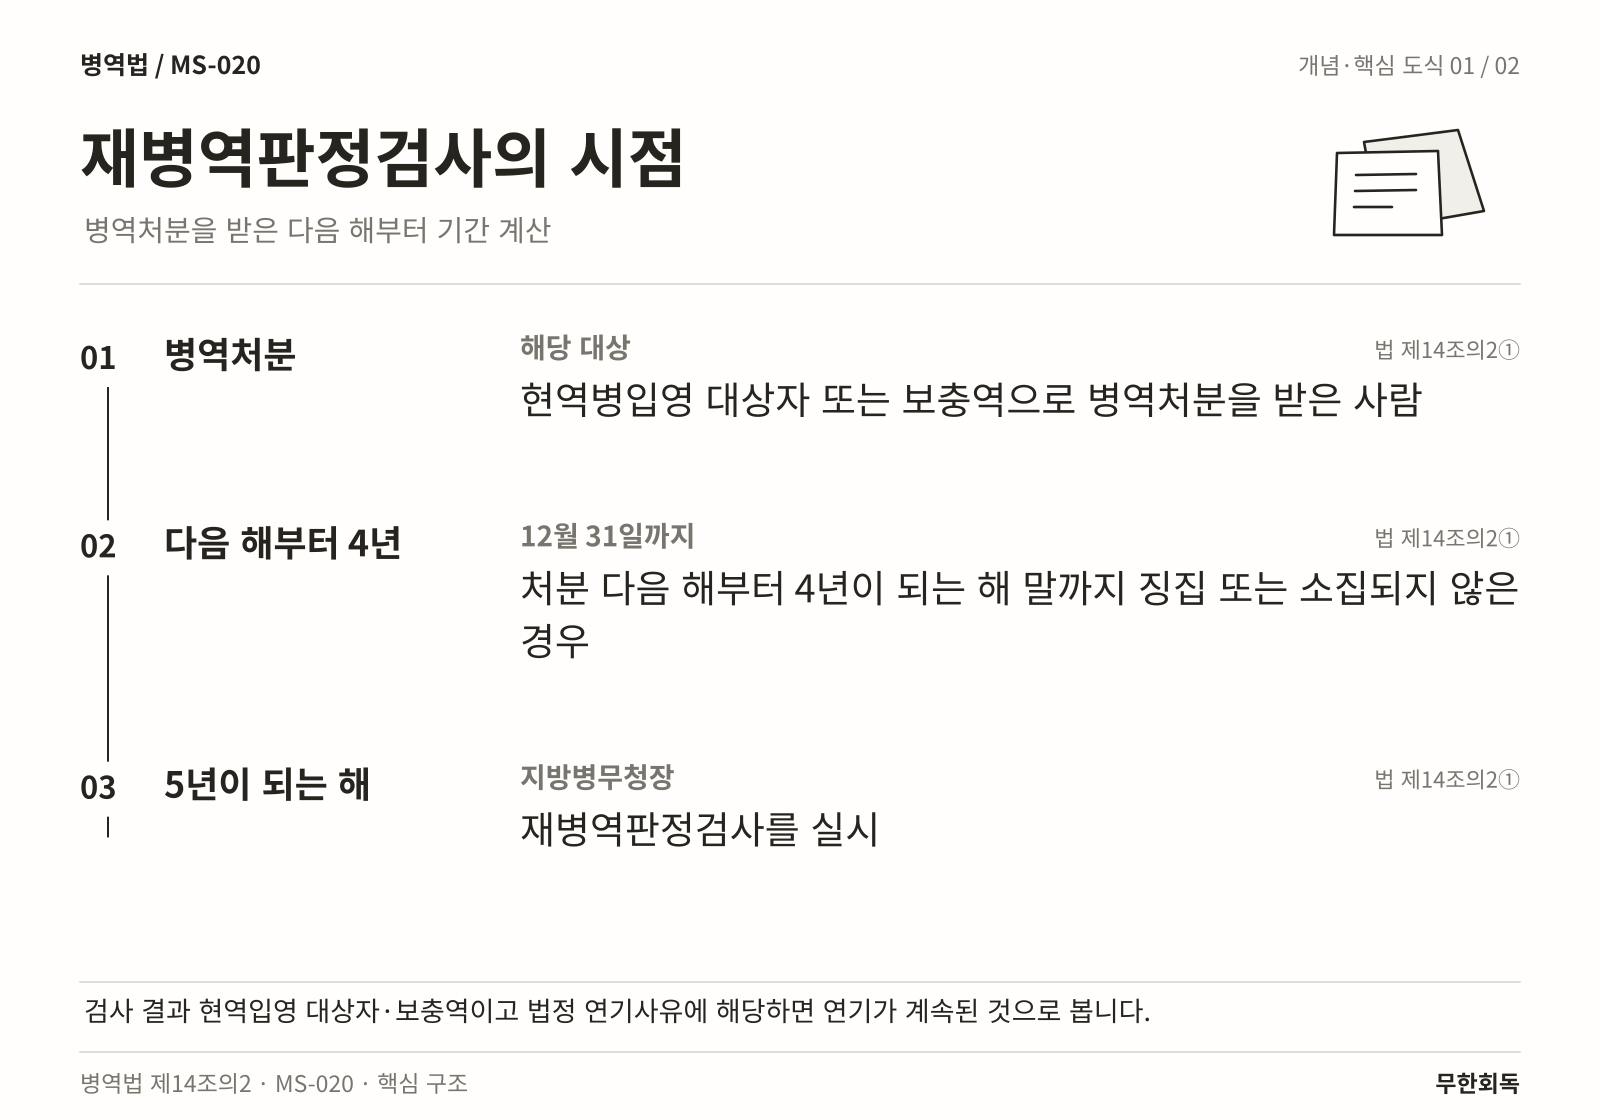 병역법 / MS-020
개념·핵심 도식 01 / 02
재병역판정검사의 시점
병역처분을 받은 다음 해부터 기간 계산
01 병역처분
해당 대상
법 제14조의2①
현역병입영 대상자 또는 보충역으로 병역처분을 받은 사람
02 다음 해부터 4년
12월 31일까지
법 제14조의2①
처분 다음 해부터 4년이 되는 해 말까지 징집 또는 소집되지 않은
경우
03 5년이 되는 해
지방병무청장
법 제14조의2①
재병역판정검사를 실시
검사 결과 현역입영 대상자·보충역이고 법정 연기사유에 해당하면 연기가 계속된 것으로 봅니다.
병역법 제14조의2 · MS-020 · 핵심 구조
무한회독